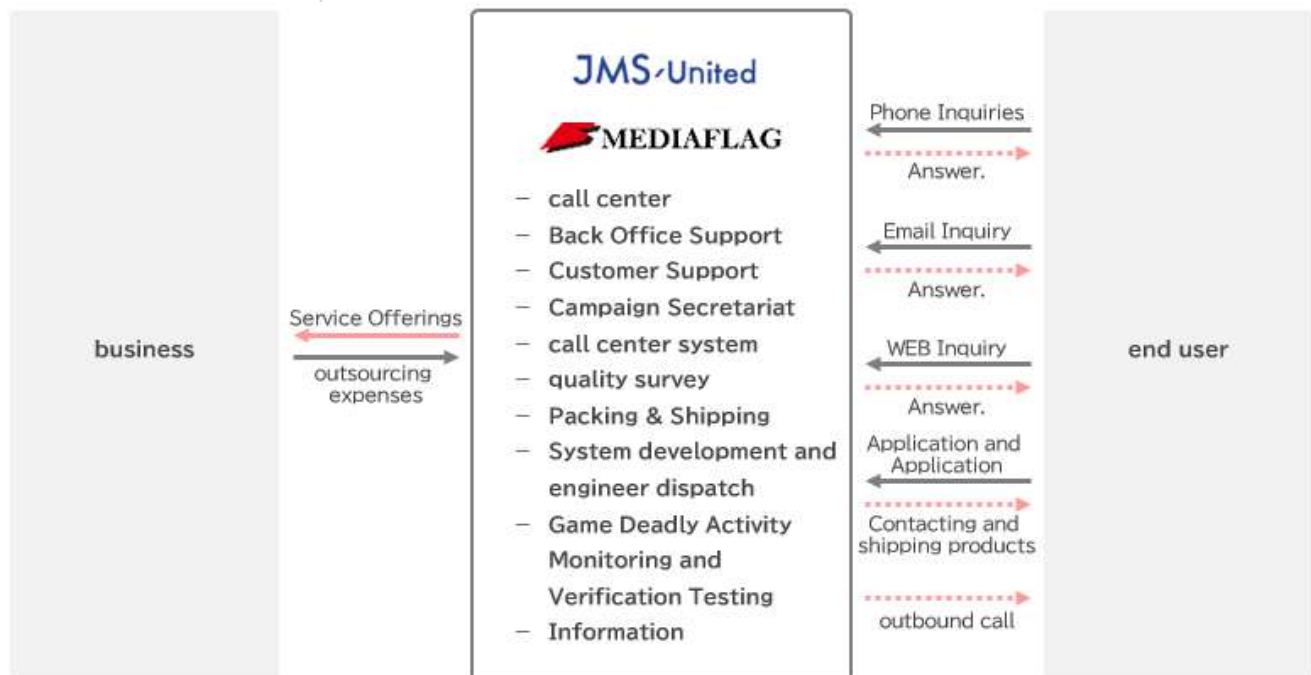 business
Service Offerings
outsourcing
expenses
JMS-United
MEDIAFLAG
− call center
− Back Office Support
− Customer Support
− Campaign Secretariat
− call center system
− quality survey
− Packing & Shipping
− System development and
engineer dispatch
− Game Deadly Activity
Monitoring and
Verification Testing
− Information
Phone Inquiries
Answer.
Email Inquiry
Answer.
WEB Inquiry
Answer.
Application and
Application
Contacting and
shipping products
outbound call
end user